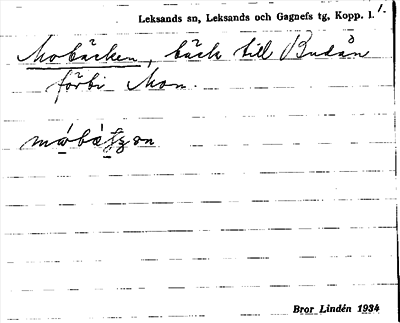 Leksands sn, Leksands och Gagnefs tg, Kopp. l. 1.
Mobäcken, bäck till Budån
förbi Mon.
Bror Lindén 1934